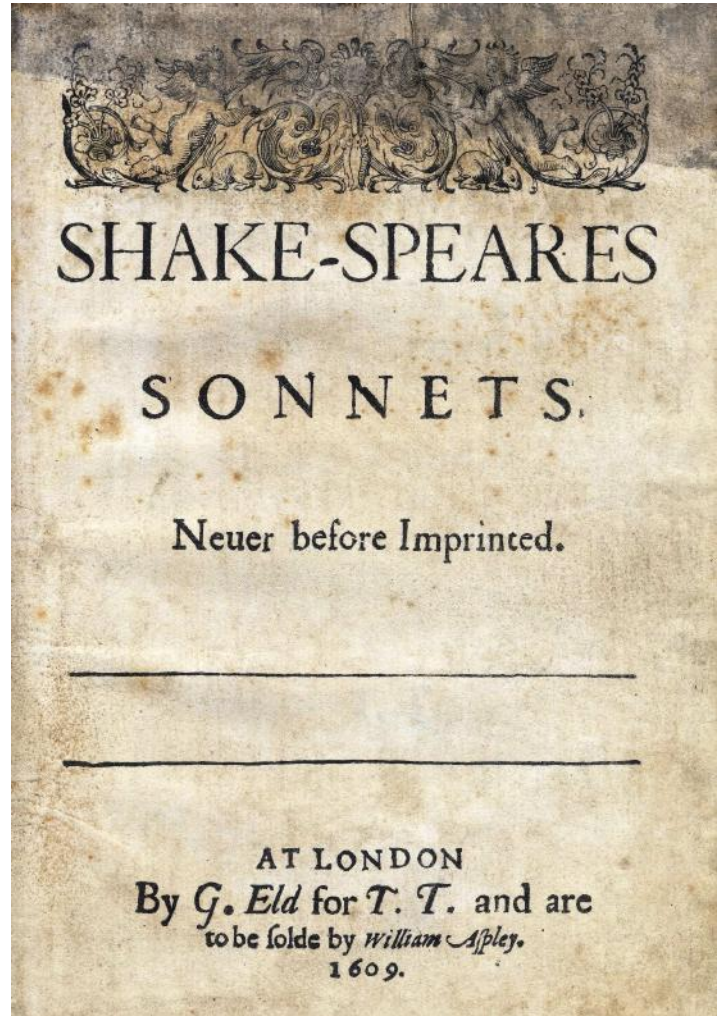 SHAKE-SPEARES
SONNETS.
Neuer before Imprinted.
AT LONDON
By G. Eld for T. T. and are
to be ſolde by William Aſpley.
1609.